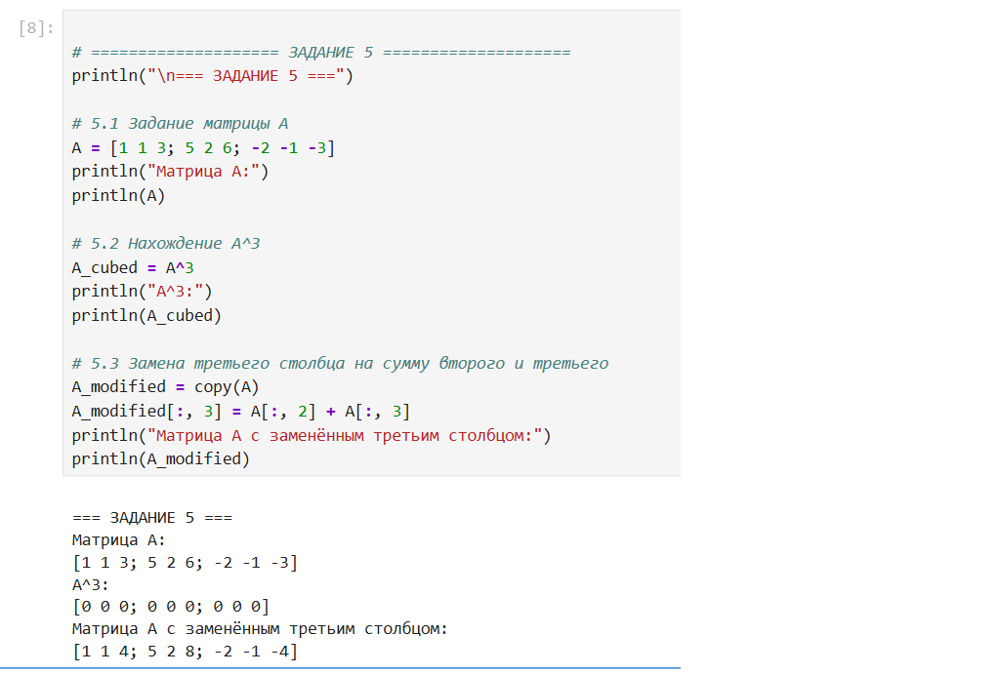 [8]:
# ==================== ЗАДАНИЕ 5 ====================
println("\n=== ЗАДАНИЕ 5 ===")
# 5.1 Задание матрицы A
A = [1 1 3; 5 2 6; -2 -1 -3]
println("Матрица A:")
println(A)
# 5.2 Нахождение A^3
A_cubed = A^3
println("A^3:")
println(A_cubed)
# 5.3 Замена третьего столбца на сумму второго и третьего
A_modified = copy(A)
A_modified[:, 3] = A[:, 2] + A[:, 3]
println("Матрица A с заменённым третьим столбцом:")
println(A_modified)
=== ЗАДАНИЕ 5 ===
Матрица A:
[1 1 3; 5 2 6; -2 -1 -3]
A^3:
[0 0 0; 0 0 0; 0 0 0]
Матрица A с заменённым третьим столбцом:
[1 1 4; 5 2 8; -2 -1 -4]